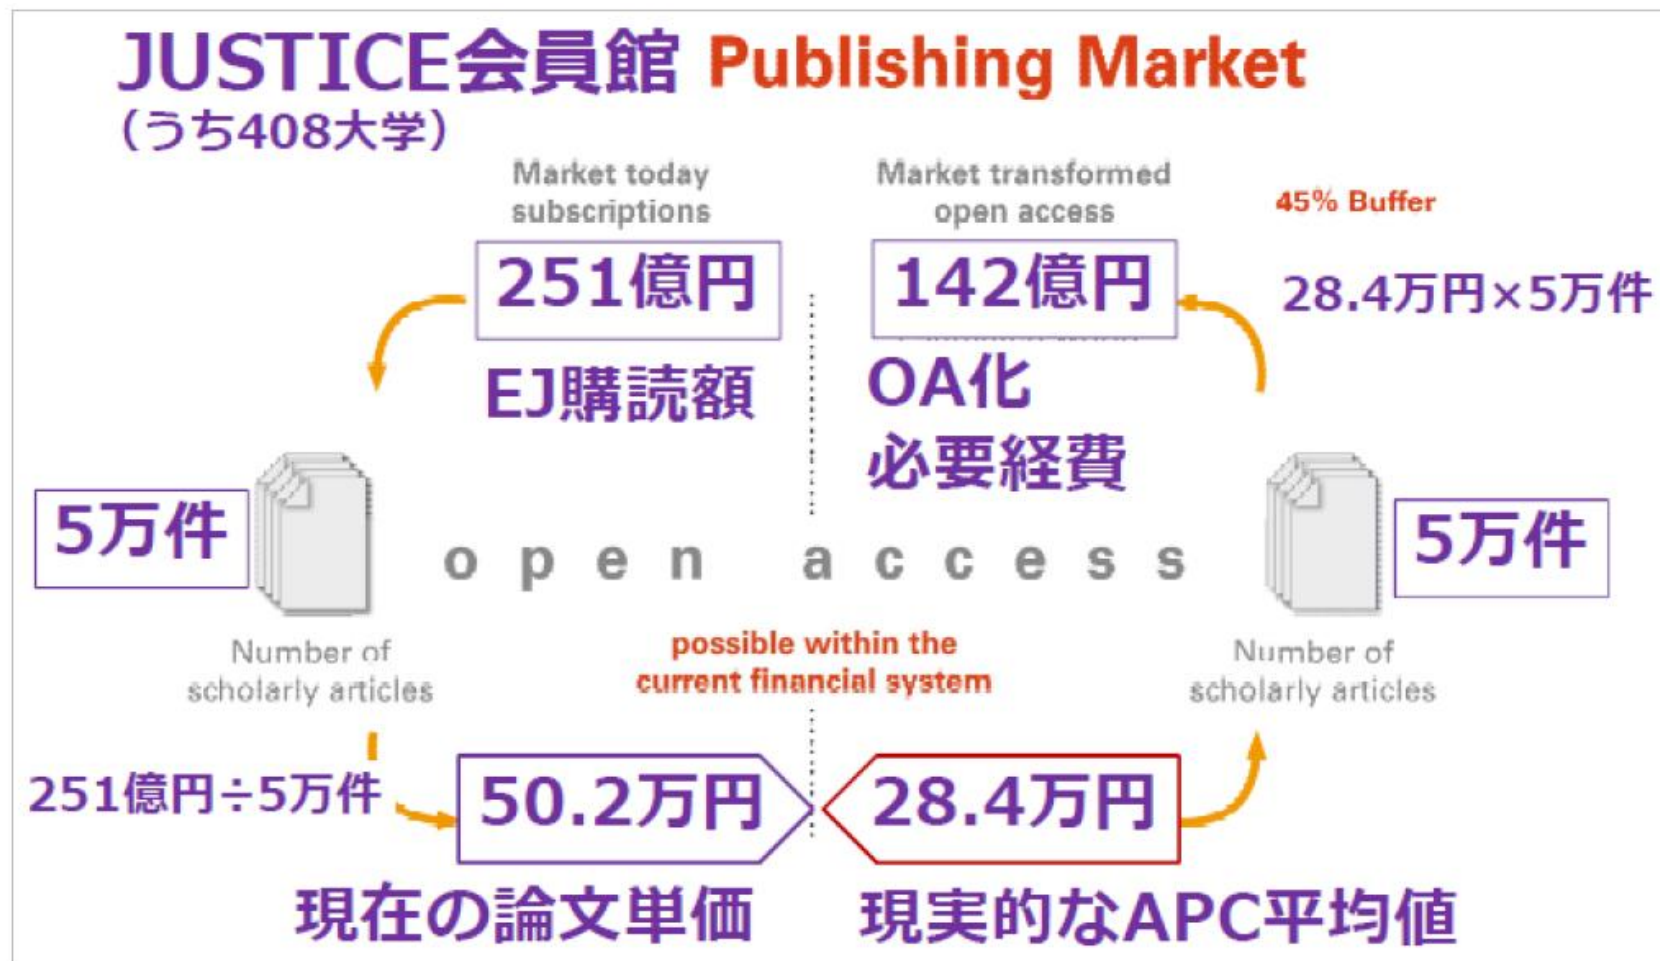 JUSTICE会員館 Publishing Market
（うち408大学）
Market today
subscriptions
251億円
EJ購読額
Market transformed
open access
142億円
OA化
必要経費
45% Buffer
28.4万円×5万件
5万件
open access
5万件
Number of
scholarly articles
possible within the
current financial system
Number of
scholarly articles
251億円÷5万件
50.2万円
28.4万円
現在の論文単価
現実的なAPC平均値